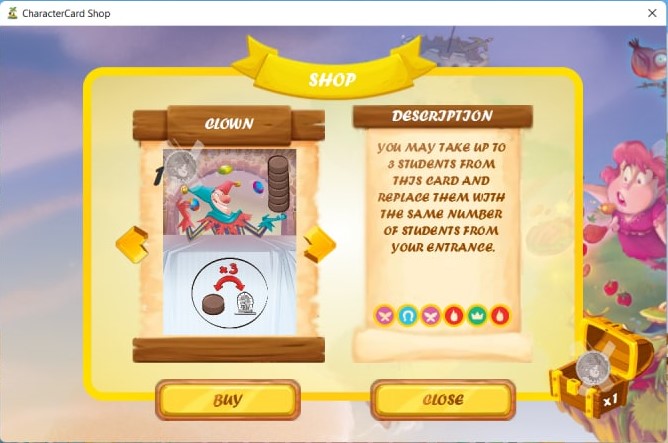 CharacterCard Shop
SHOP
CLOWN
1
x3
DESCRIPTION
YOU MAY TAKE UP TO
3 STUDENTS FROM
THIS CARD AND
REPLACE THEM WITH
THE SAME NUMBER
OF STUDENTS FROM
YOUR ENTRANCE.
x1
BUY
CLOSE